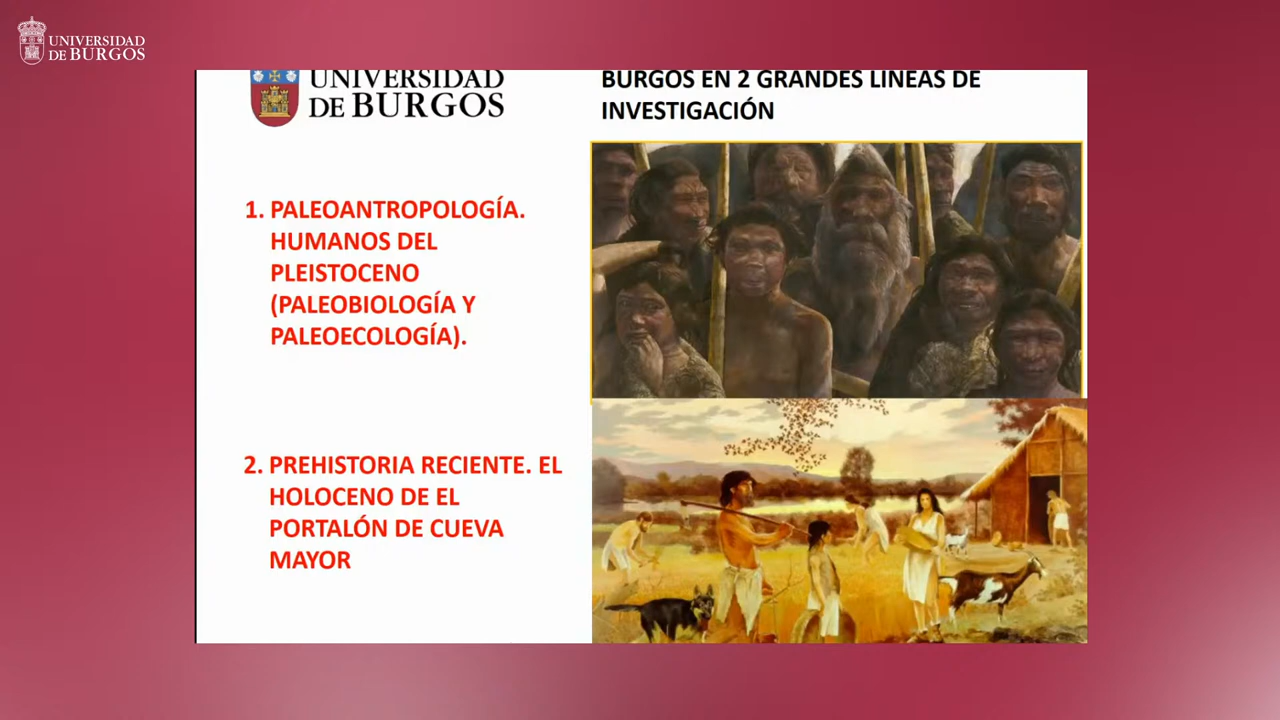 UNIVERSIDAD
DE BURGOS
UNIVERSIDAD
DE BURGOS
BURGOS EN 2 GRANDES LÍNEAS DE
INVESTIGACIÓN
1. PALEOANTROPOLOGÍA.
HUMANOS DEL
PLEISTOCENO
(PALEOBIOLOGÍA Y
PALEOECOLOGÍA).
2. PREHISTORIA RECIENTE. EL
HOLOCENO DE EL
PORTALÓN DE CUEVA
MAYOR